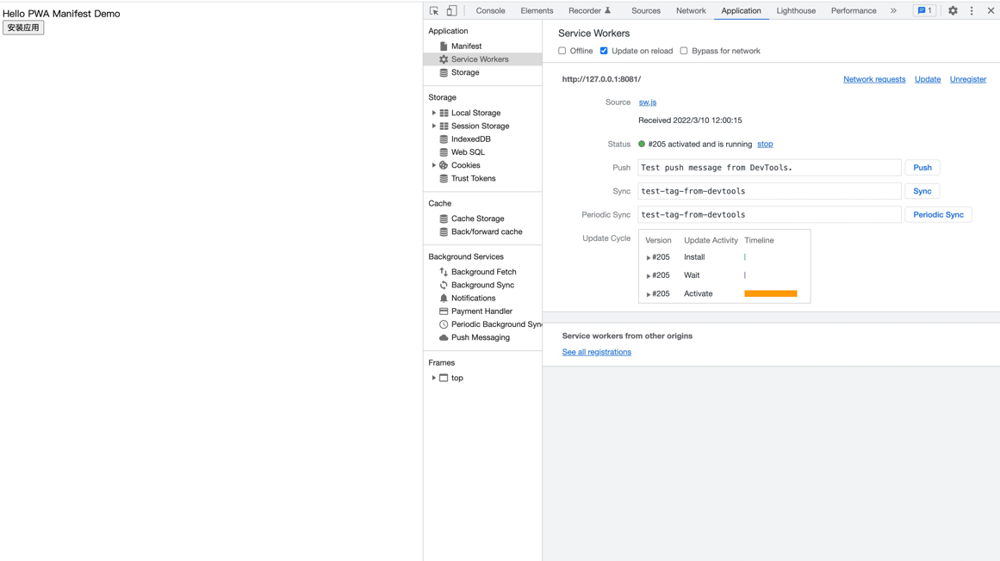 Hello PWA Manifest Demo
安装应用
Console Elements Recorder Sources Network Application Lighthouse Performance » 1
Application
Manifest
Service Workers
Storage
Storage
Local Storage
Session Storage
IndexedDB
Web SQL
Cookies
Trust Tokens
Cache
Cache Storage
Back/forward cache
Background Services
Background Fetch
Background Sync
Notifications
Payment Handler
Periodic Background Sync
Push Messaging
Frames
top
Service Workers
Offline Update on reload Bypass for network
http://127.0.0.1:8081/ Network requests Update Unregister
Source sw.js
Received 2022/3/10 12:00:15
Status #205 activated and is running stop
Push Test push message from DevTools. Push
Sync test-tag-from-devtools Sync
Periodic Sync test-tag-from-devtools Periodic Sync
Update Cycle Version Update Activity Timeline
#205 Install
#205 Wait
#205 Activate
Service workers from other origins
See all registrations